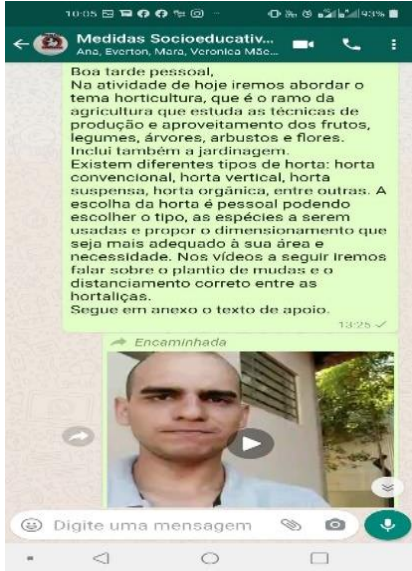 10:05 93%
Medidas Socioeducativ...
Ana, Everton, Mara, Veronica Mãe...
Boa tarde pessoal,
Na atividade de hoje iremos abordar o
tema horticultura, que é o ramo da
agricultura que estuda as técnicas de
produção e aproveitamento dos frutos,
legumes, árvores, arbustos e flores.
Inclui também a jardinagem.
Existem diferentes tipos de horta: horta
convencional, horta vertical, horta
suspensa, horta orgânica, entre outras. A
escolha da horta é pessoal podendo
escolher o tipo, as espécies a serem
usadas e propor o dimensionamento que
seja mais adequado à sua área e
necessidade. Nos vídeos a seguir iremos
falar sobre o plantio de mudas e o
distanciamento correto entre as
hortaliças.
Segue em anexo o texto de apoio.
13:25
Encaminhada
Digite uma mensagem